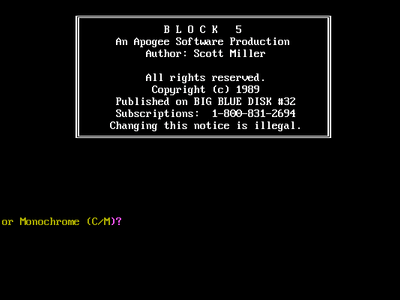 B L O C K  5
An Apogee Software Production
Author: Scott Miller
All rights reserved.
Copyright (c) 1989
Published on BIG BLUE DISK #32
Subscriptions:  1-800-831-2694
Changing this notice is illegal.
or Monochrome (C/M)?